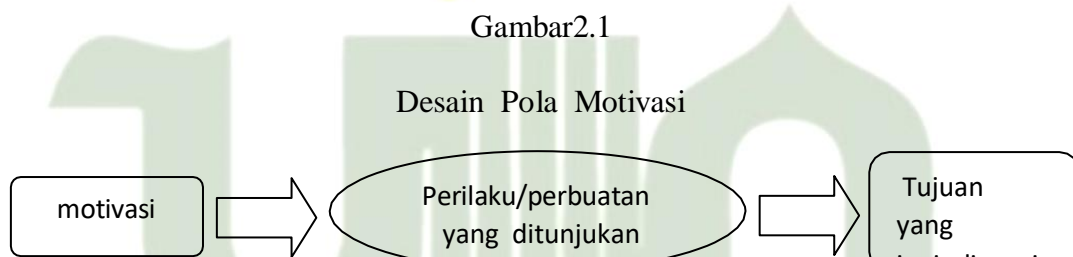 Gambar2.1
Desain Pola Motivasi
motivasi
Perilaku/perbuatan
yang ditunjukan
Tujuan
yang